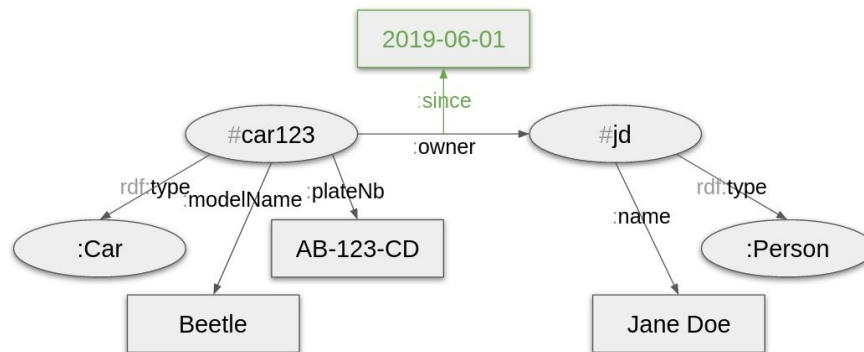 2019-06-01
:since
#car123
:owner
#jd
rdf:type
:modelName
:plateNb
:name
rdf:type
:Car
AB-123-CD
:Person
Beetle
Jane Doe